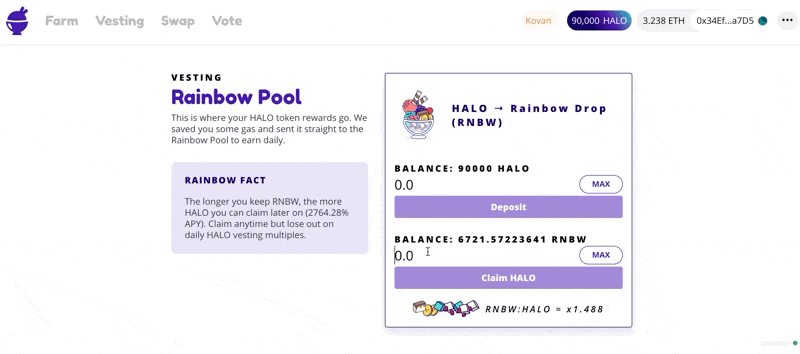 Farm Vesting Swap Vote
Kovan 90,000 HALO 3.238 ETH 0x34Ef...a7D5 ...
VESTING
Rainbow Pool
This is where your HALO token rewards go. We
saved you some gas and sent it straight to the
Rainbow Pool to earn daily.
RAINBOW FACT
The longer you keep RNBW, the more
HALO you can claim later on (2764.28%
APY). Claim anytime but lose out on
daily HALO vesting multiples.
HALO → Rainbow Drop
(RNBW)
BALANCE: 90000 HALO
0.0 MAX
Deposit
BALANCE: 6721.57223641 RNBW
0.0 MAX
Claim HALO
RNBW:HALO = x1.488